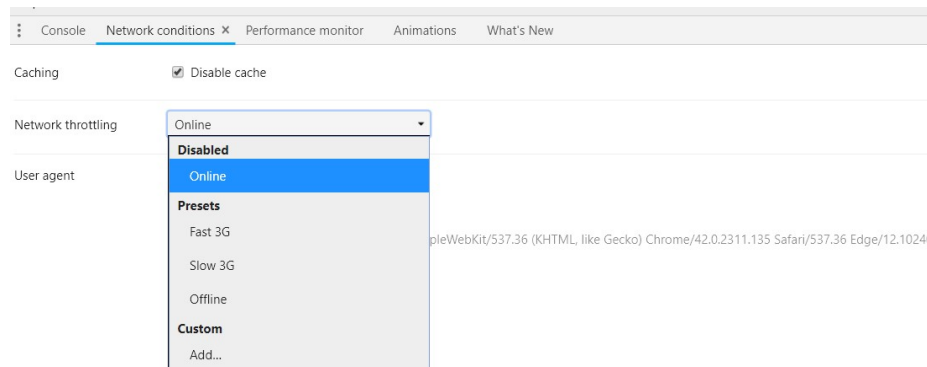 Console Network conditions × Performance monitor Animations What's New
Caching Disable cache
Network throttling Online
Disabled
User agent Online
Presets
Fast 3G
pleWebKit/537.36 (KHTML, like Gecko) Chrome/42.0.2311.135 Safari/537.36 Edge/12.1024
Slow 3G
Offline
Custom
Add...